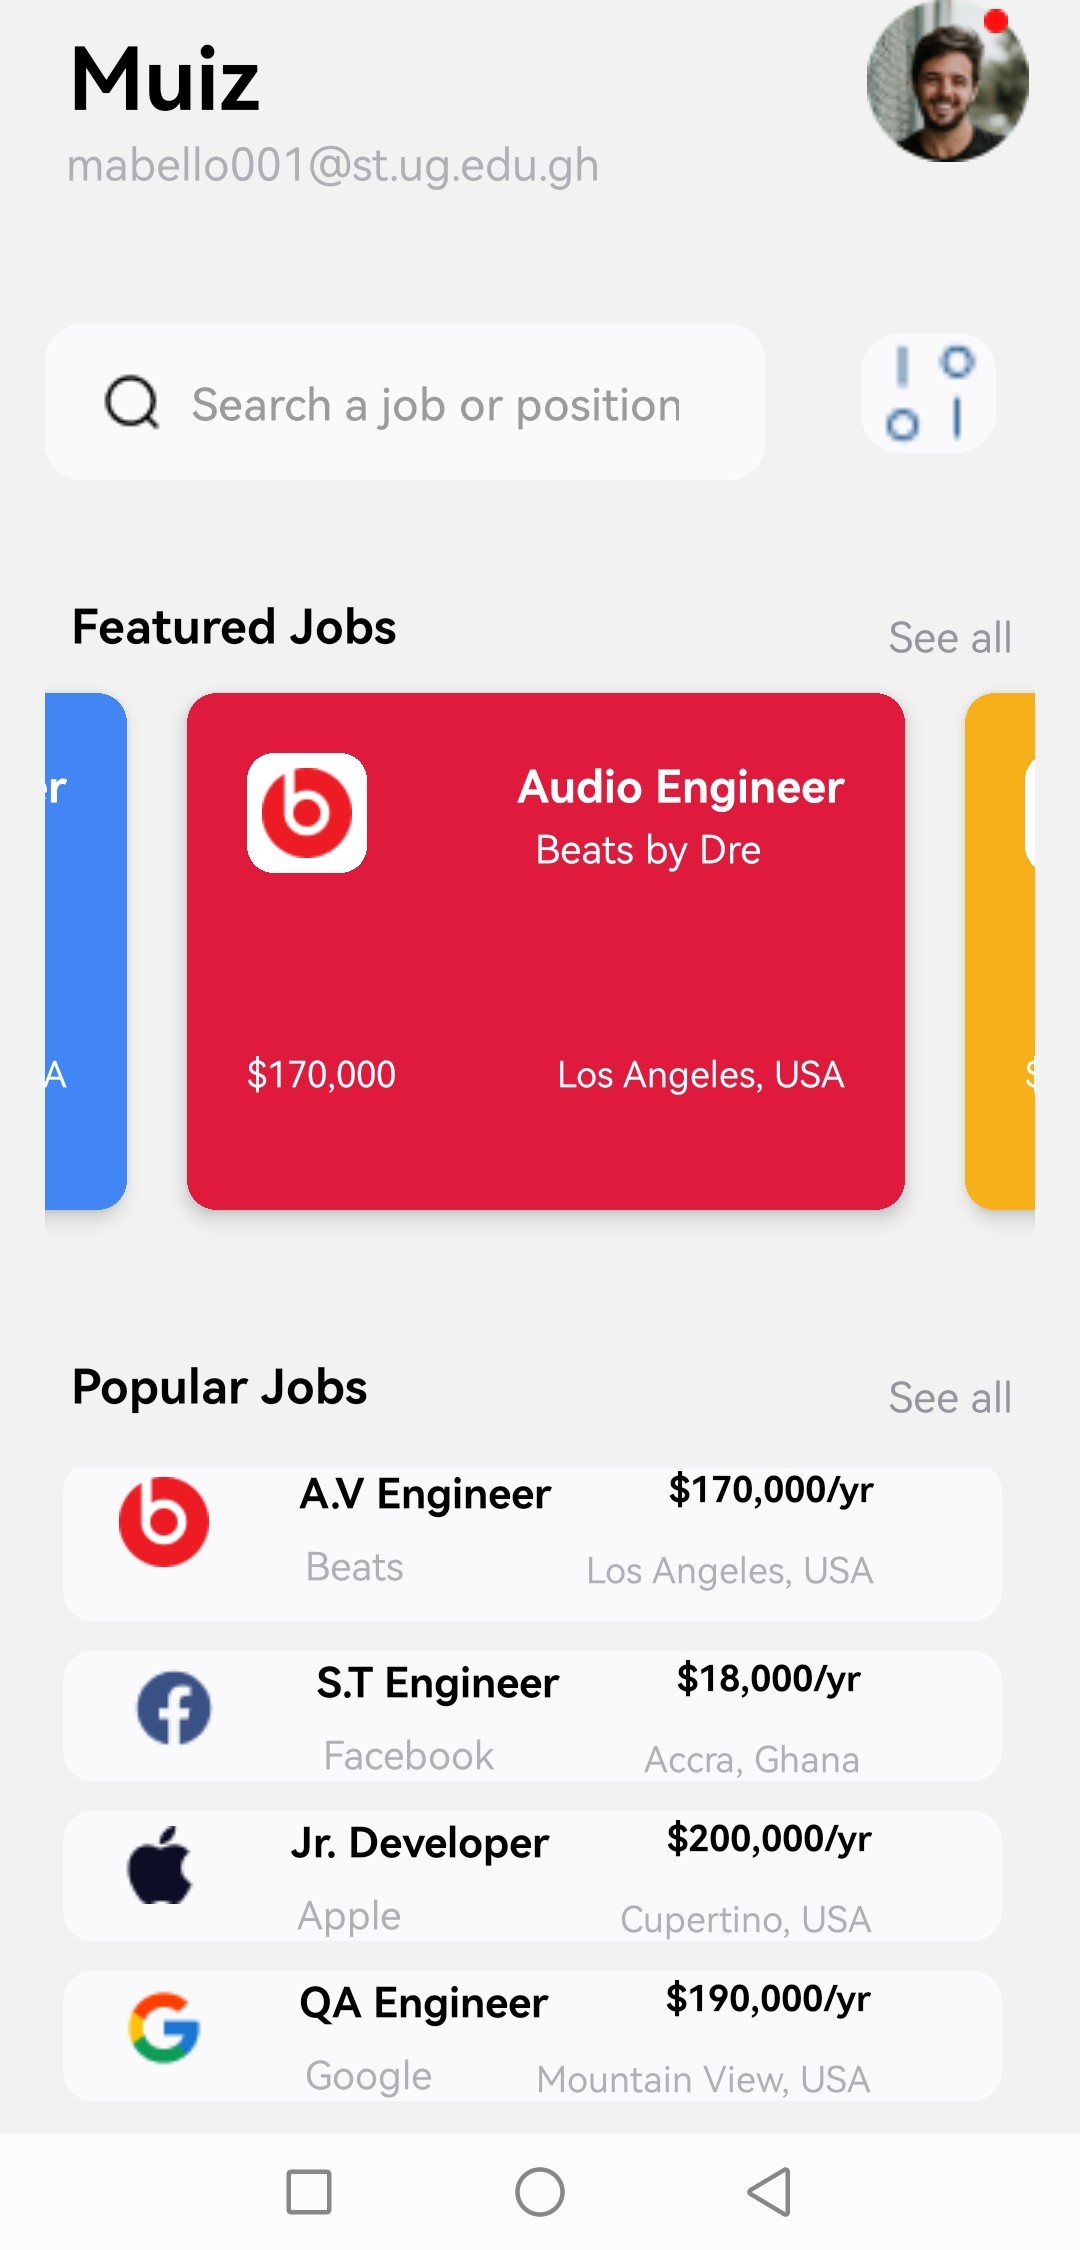 Muiz
mabello001@st.ug.edu.gh
Search a job or position
Featured Jobs
See all
er
A
Audio Engineer
Beats by Dre
$170,000
Los Angeles, USA
$
Popular Jobs
See all
A.V Engineer
$170,000/yr
Beats
Los Angeles, USA
S.T Engineer
$18,000/yr
Facebook
Accra, Ghana
Jr. Developer
$200,000/yr
Apple
Cupertino, USA
QA Engineer
$190,000/yr
Google
Mountain View, USA